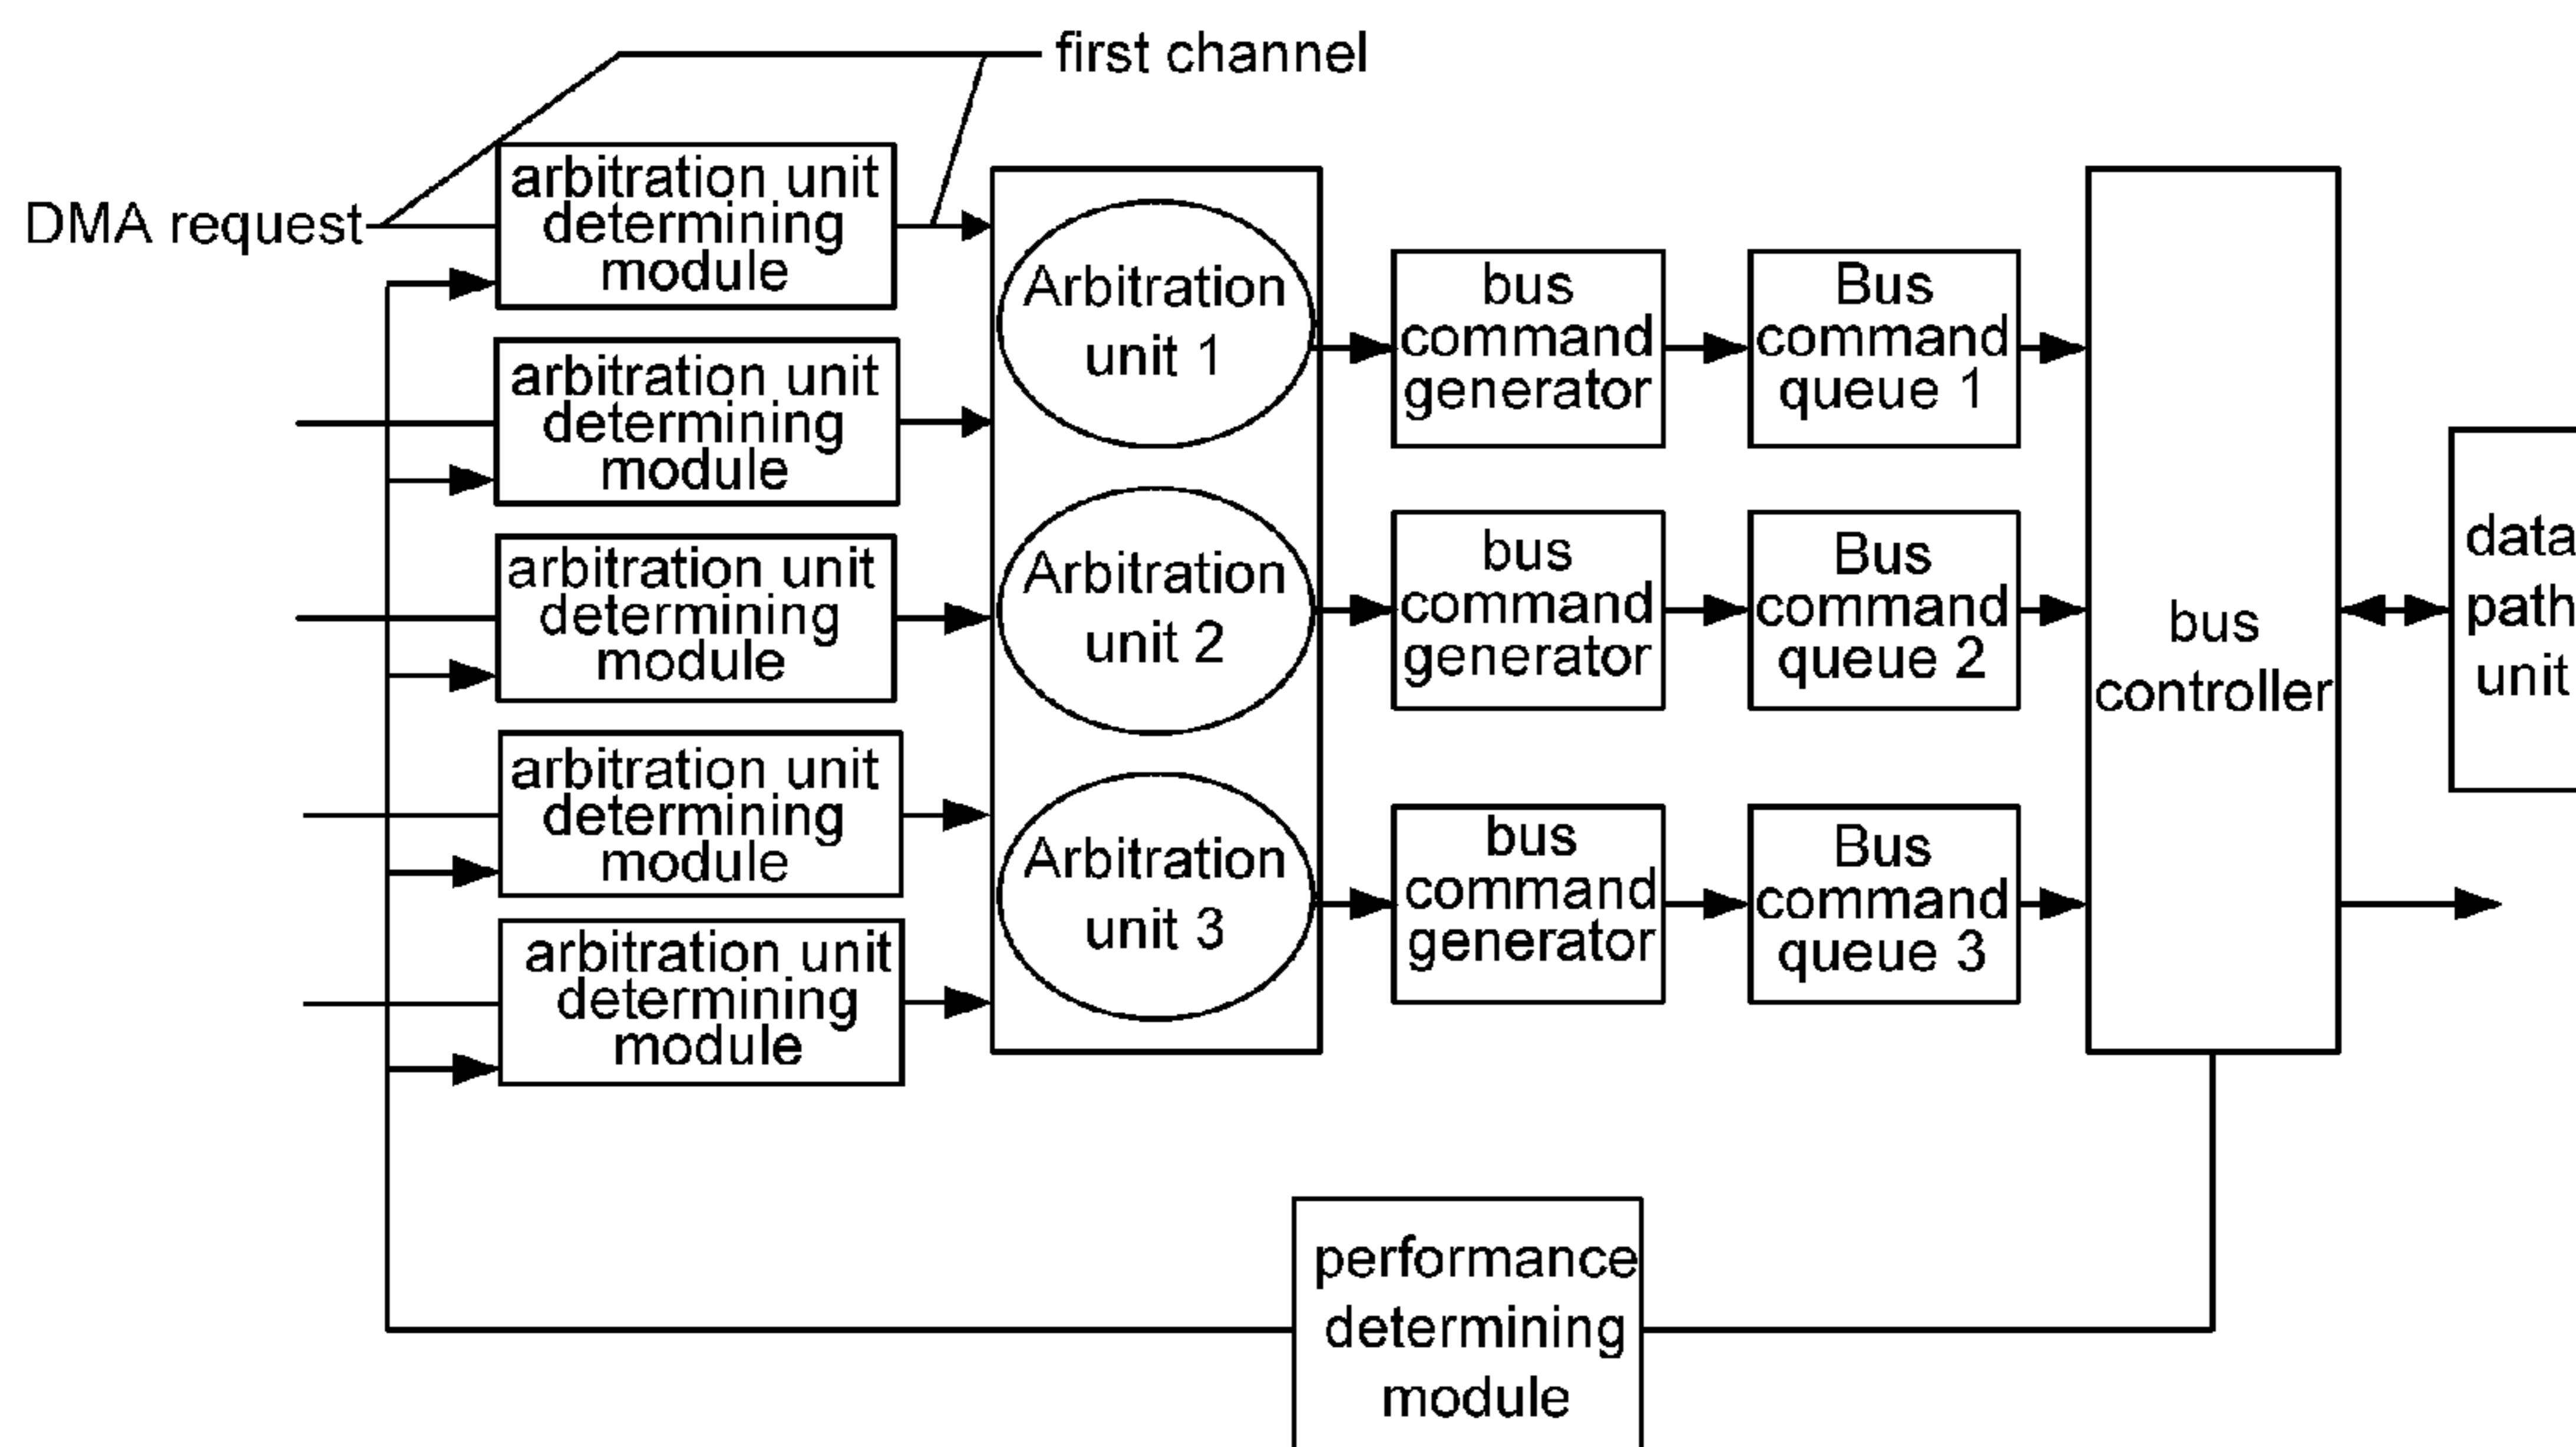 first channel
DMA request
arbitration unit
determining
module
arbitration unit
determining
module
arbitration unit
determining
module
arbitration unit
determining
module
arbitration unit
determining
module
Arbitration
unit 1
Arbitration
unit 2
Arbitration
unit 3
bus
command
generator
bus
command
generator
bus
command
generator
Bus
command
queue 1
Bus
command
queue 2
Bus
command
queue 3
bus
controller
data
path
unit
performance
determining
module